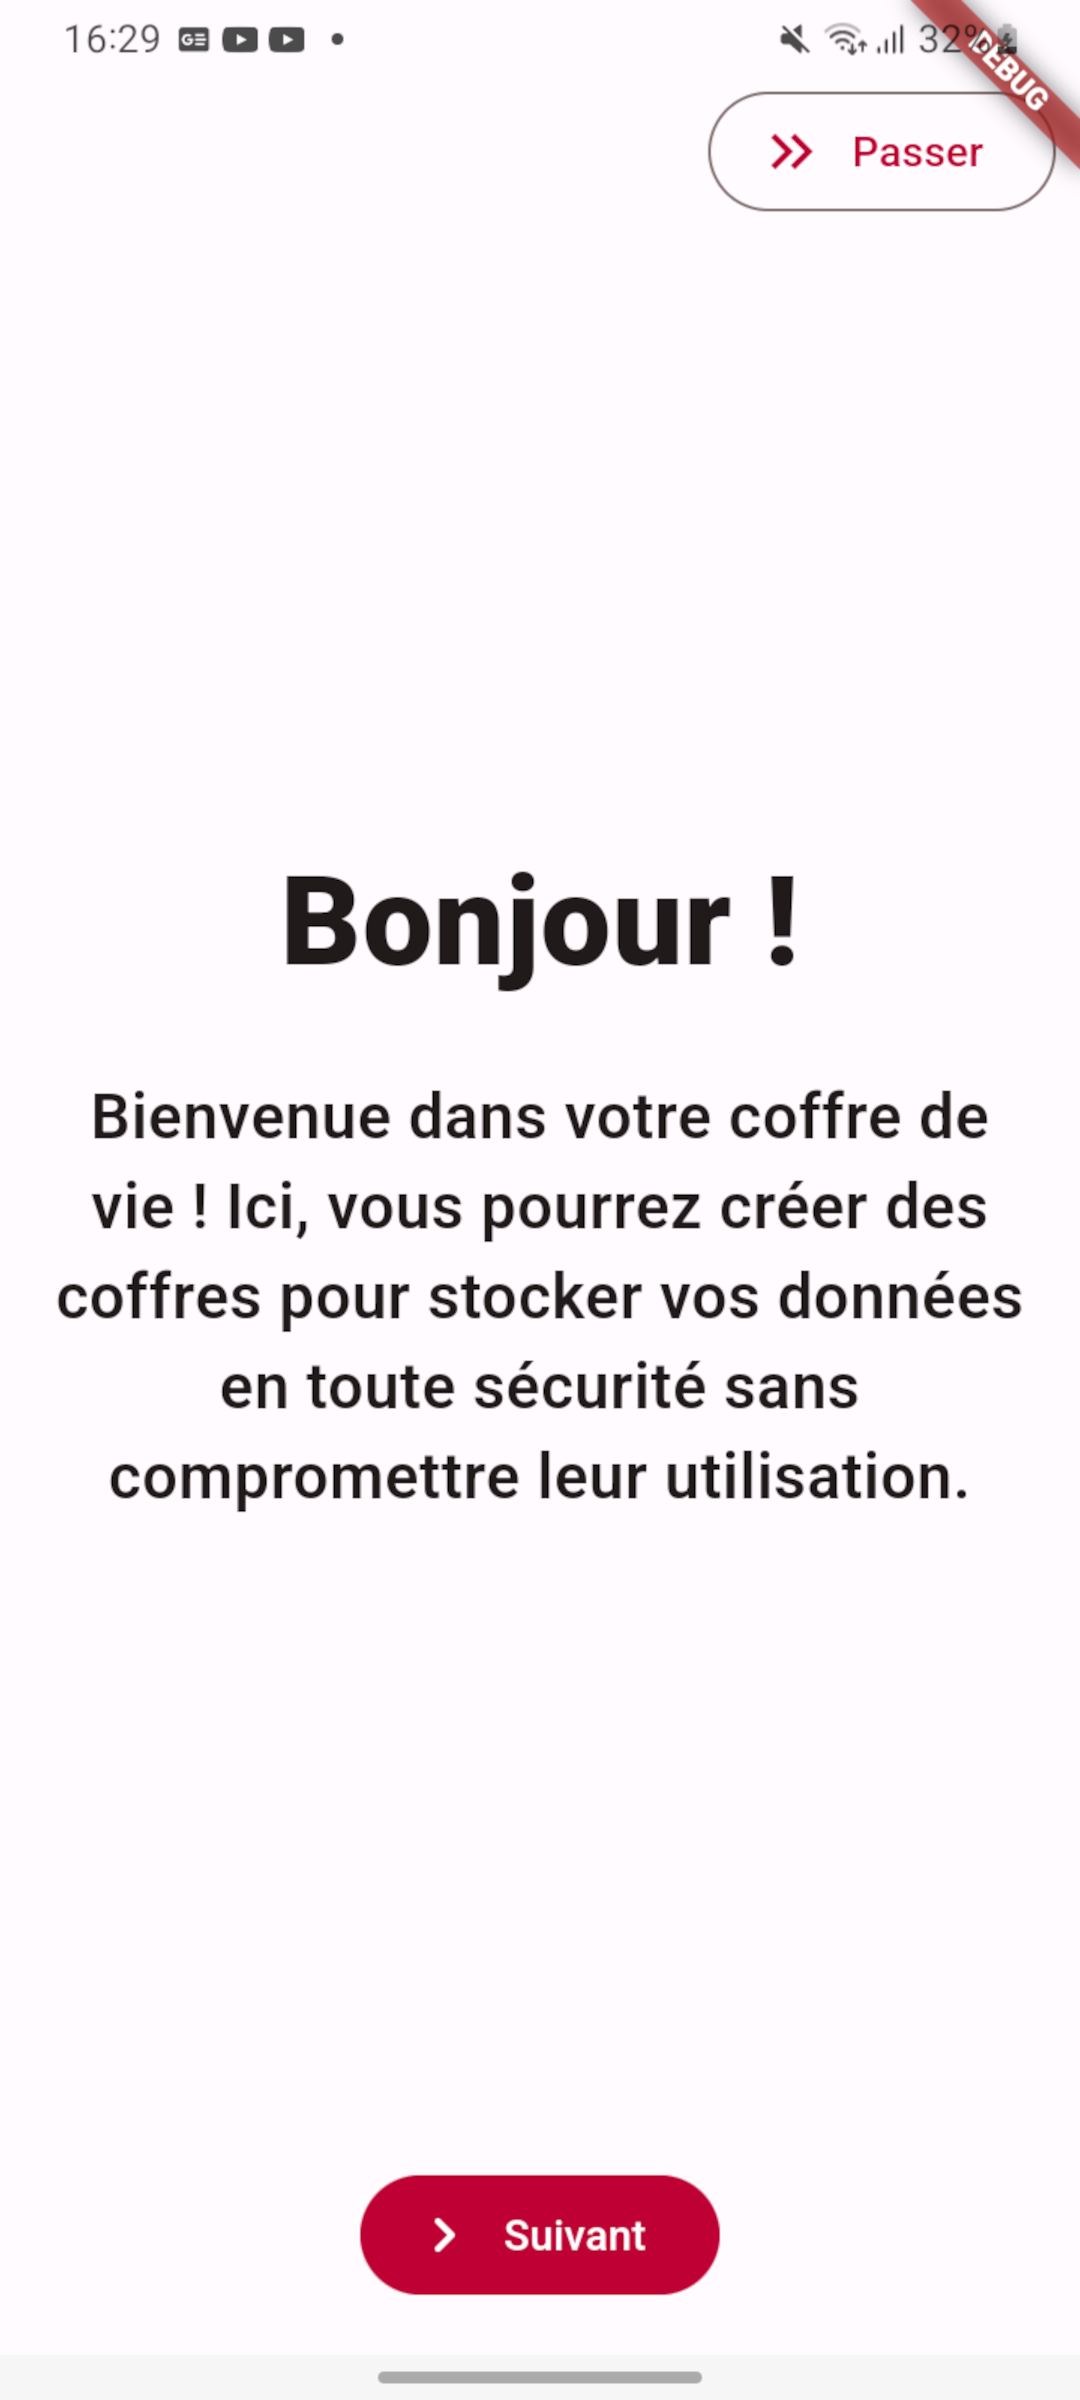 16:29 GE 32%
DEBUG
Passer
Bonjour !
Bienvenue dans votre coffre de
vie ! Ici, vous pourrez créer des
coffres pour stocker vos données
en toute sécurité sans
compromettre leur utilisation.
Suivant